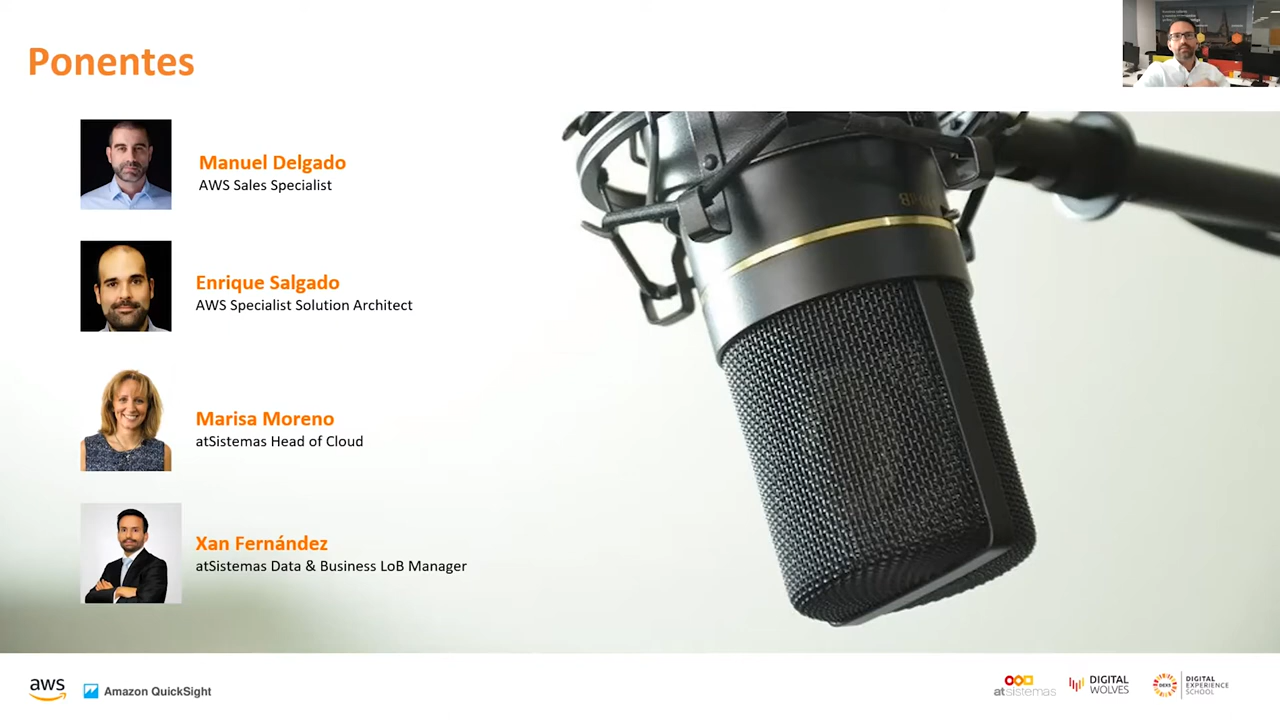 Ponentes
Manuel Delgado
AWS Sales Specialist
Enrique Salgado
AWS Specialist Solution Architect
Marisa Moreno
atSistemas Head of Cloud
Xan Fernández
atSistemas Data & Business LoB Manager
aws
Amazon QuickSight
atsistemas
DIGITAL
WOLVES
DEXS
DIGITAL
EXPERIENCE
SCHOOL